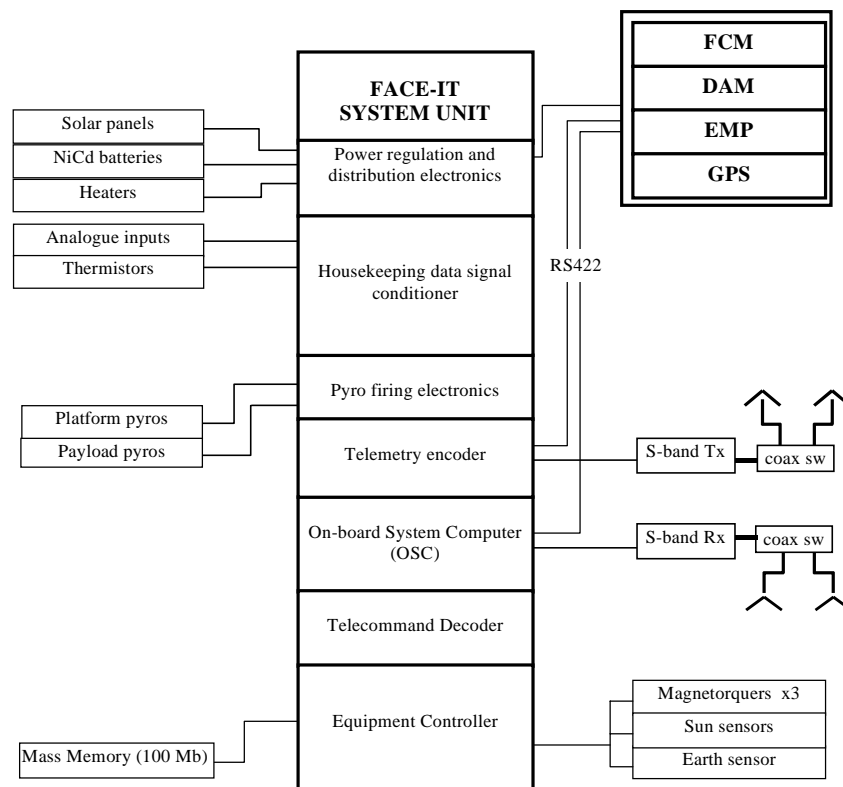 FCM
DAM
EMP
GPS
FACE-IT
SYSTEM UNIT
Solar panels
NiCd batteries
Heaters
Power regulation and
distribution electronics
Analogue inputs
Thermistors
Housekeeping data signal
conditioner
RS422
Pyro firing electronics
Platform pyros
Payload pyros
Telemetry encoder
S-band Tx
coax sw
On-board System Computer
(OSC)
S-band Rx
coax sw
Telecommand Decoder
Equipment Controller
Magnetorquers x3
Sun sensors
Earth sensor
Mass Memory (100 Mb)